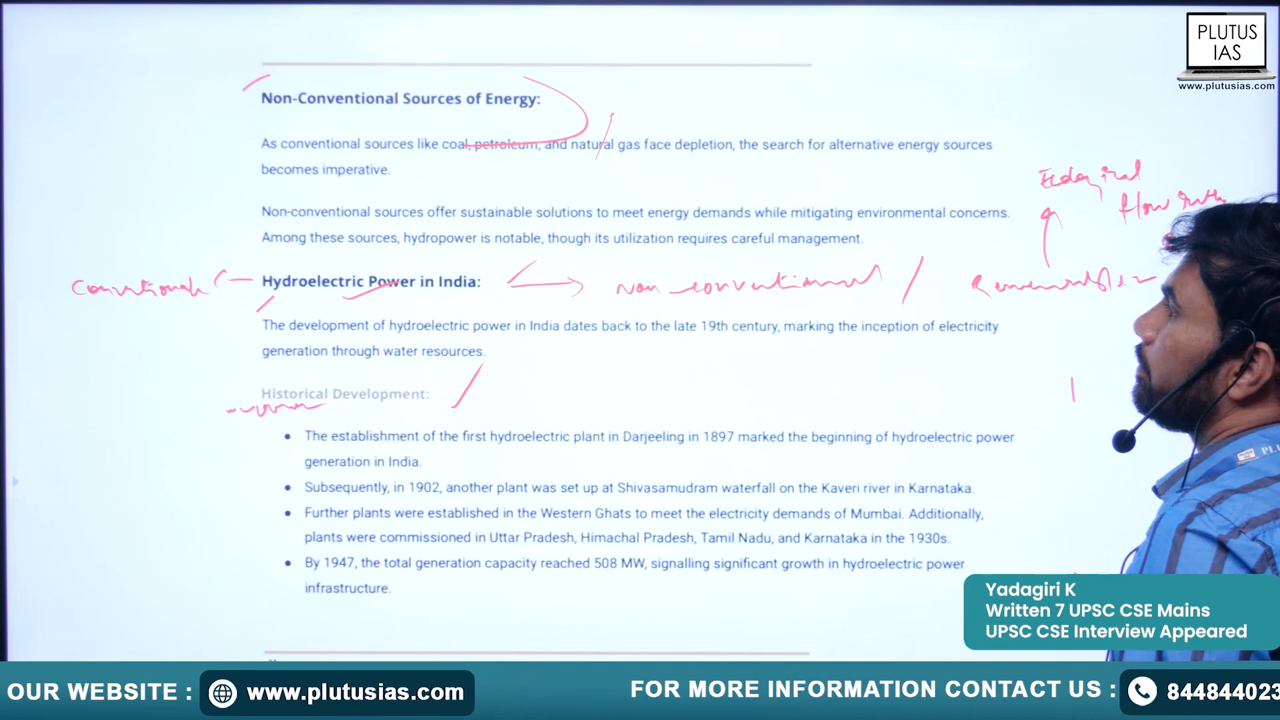 PLUTUS
IAS
www.plutusias.com
Non-Conventional Sources of Energy:
As conventional sources like coal, petroleum, and natural gas face depletion, the search for alternative energy sources
becomes imperative.
Non-conventional sources offer sustainable solutions to meet energy demands while mitigating environmental concerns.
Among these sources, hydropower is notable, though its utilization requires careful management.
Hydroelectric Power in India:
non-conventional
The development of hydroelectric power in India dates back to the late 19th century, marking the inception of electricity
generation through water resources.
Historical Development:
• The establishment of the first hydroelectric plant in Darjeeling in 1897 marked the beginning of hydroelectric power
generation in India.
• Subsequently, in 1902, another plant was set up at Shivasamudram waterfall on the Kaveri river in Karnataka.
• Further plants were established in the Western Ghats to meet the electricity demands of Mumbai. Additionally,
plants were commissioned in Uttar Pradesh, Himachal Pradesh, Tamil Nadu, and Karnataka in the 1930s.
• By 1947, the total generation capacity reached 508 MW, signalling significant growth in hydroelectric power
infrastructure.
Yadagiri K
Written 7 UPSC CSE Mains
UPSC CSE Interview Appeared
OUR WEBSITE : www.plutusias.com
FOR MORE INFORMATION CONTACT US : 844844023